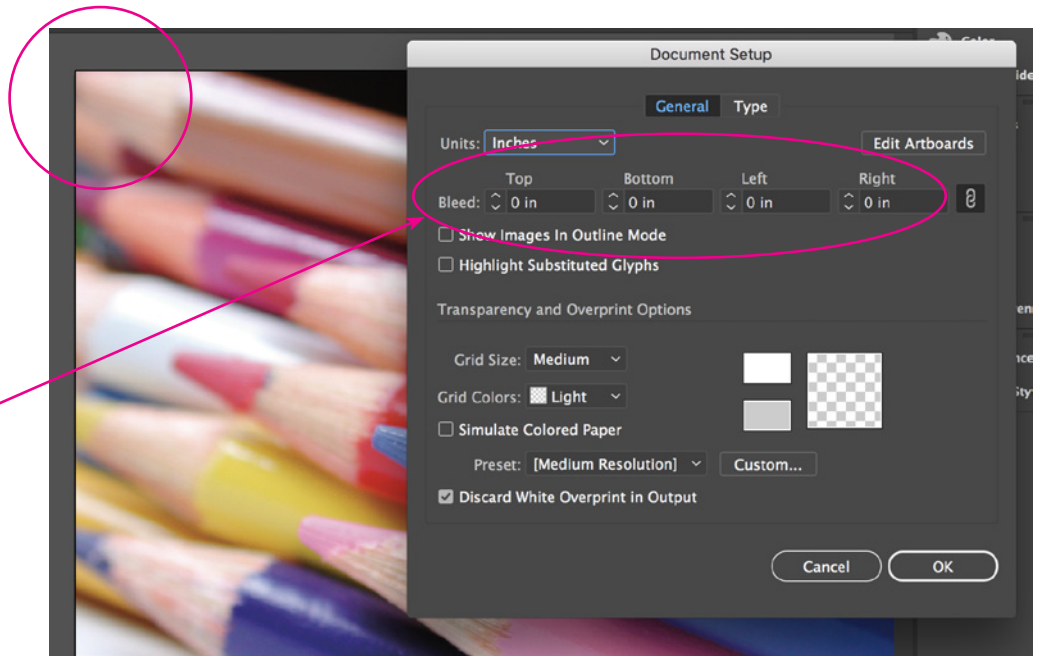 Color
Document Setup
General Type
Units: Inches Edit Artboards
Top Bottom Left Right
Bleed: 0 in 0 in 0 in 0 in
Show Images In Outline Mode
Highlight Substituted Glyphs
Transparency and Overprint Options
Grid Size: Medium
Grid Colors: Light
Simulate Colored Paper
Preset: [Medium Resolution] Custom...
Discard White Overprint in Output
Cancel OK